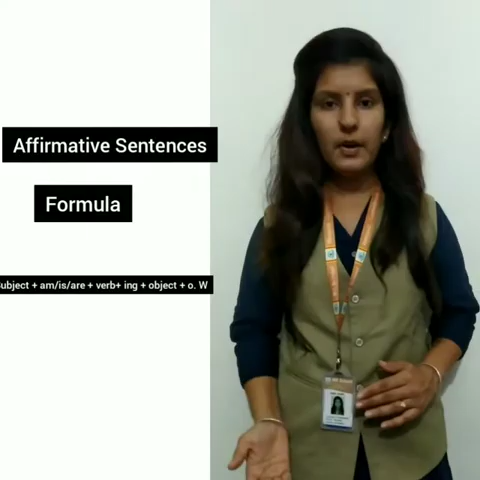 Affirmative Sentences
Formula
ubject + am/is/are + verb+ ing + object + o. W